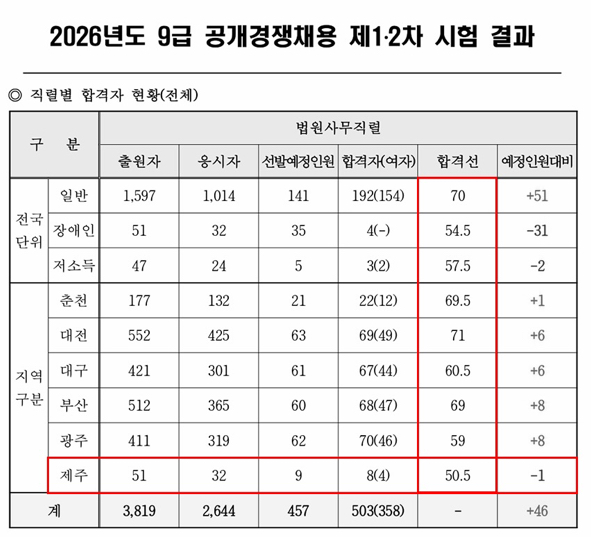 2026년도 9급 공개경쟁채용 제1·2차 시험 결과
◎ 직렬별 합격자 현황(전체)
구 분 법원사무직렬
출원자 응시자 선발예정인원 합격자(여자) 합격선 예정인원대비
전국단위 일반 1,597 1,014 141 192(154) 70 +51
장애인 51 32 35 4(-) 54.5 -31
저소득 47 24 5 3(2) 57.5 -2
지역구분 춘천 177 132 21 22(12) 69.5 +1
대전 552 425 63 69(49) 71 +6
대구 421 301 61 67(44) 60.5 +6
부산 512 365 60 68(47) 69 +8
광주 411 319 62 70(46) 59 +8
제주 51 32 9 8(4) 50.5 -1
계 3,819 2,644 457 503(358) - +46